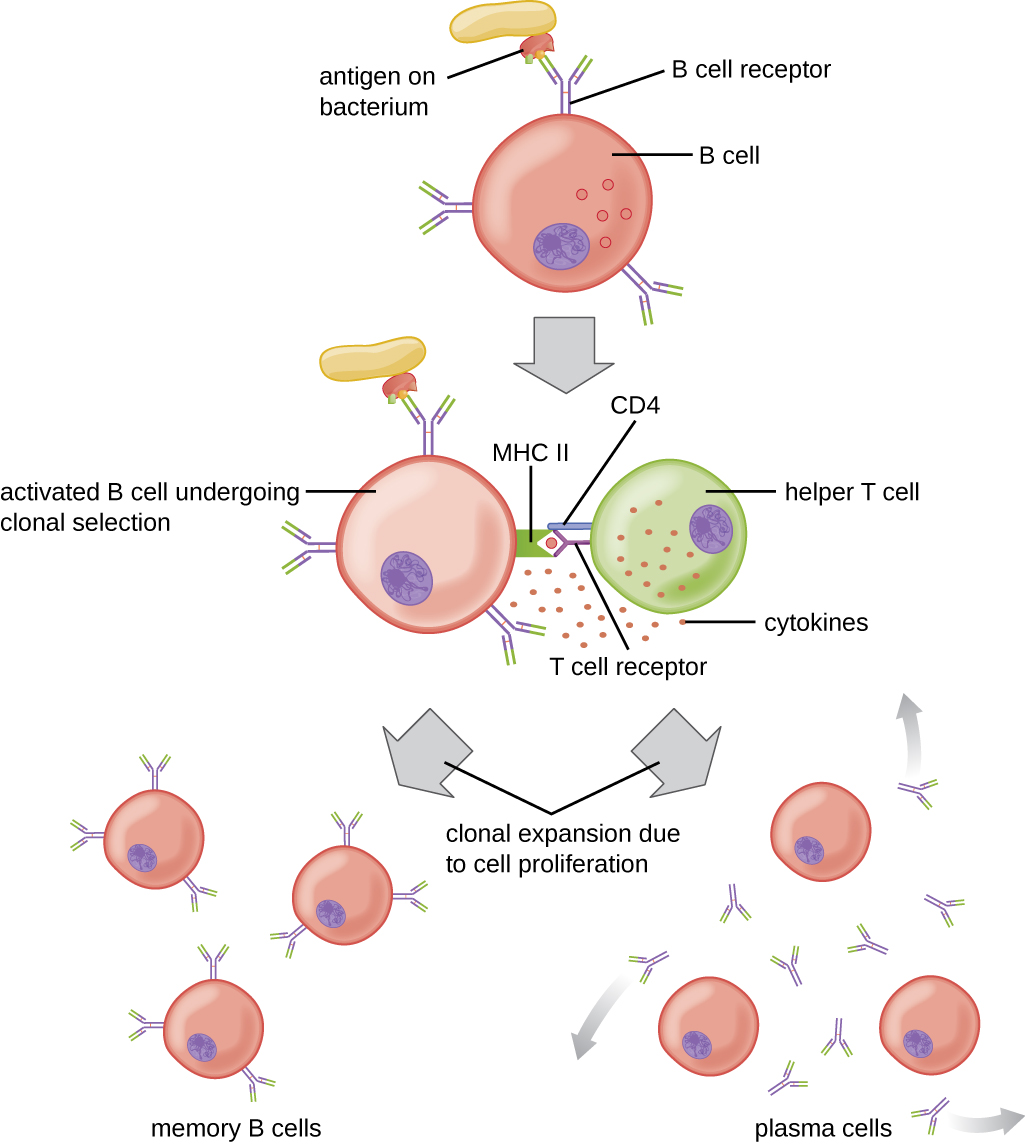 antigen on
bacterium
B cell receptor
B cell
CD4
MHC II
activated B cell undergoing
clonal selection
helper T cell
cytokines
T cell receptor
clonal expansion due
to cell proliferation
memory B cells
plasma cells